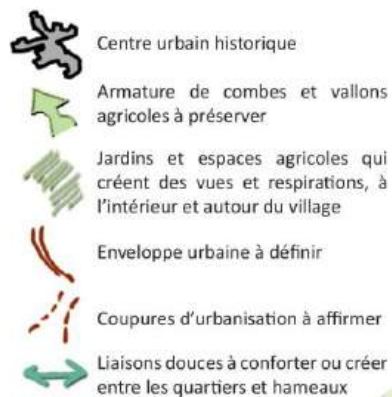 Centre urbain historique
Armature de combes et vallons
agricoles à préserver
Jardins et espaces agricoles qui
créent des vues et respirations, à
l'intérieur et autour du village
Enveloppe urbaine à définir
Coupures d'urbanisation à affirmer
Liaisons douces à conforter ou créer
entre les quartiers et hameaux